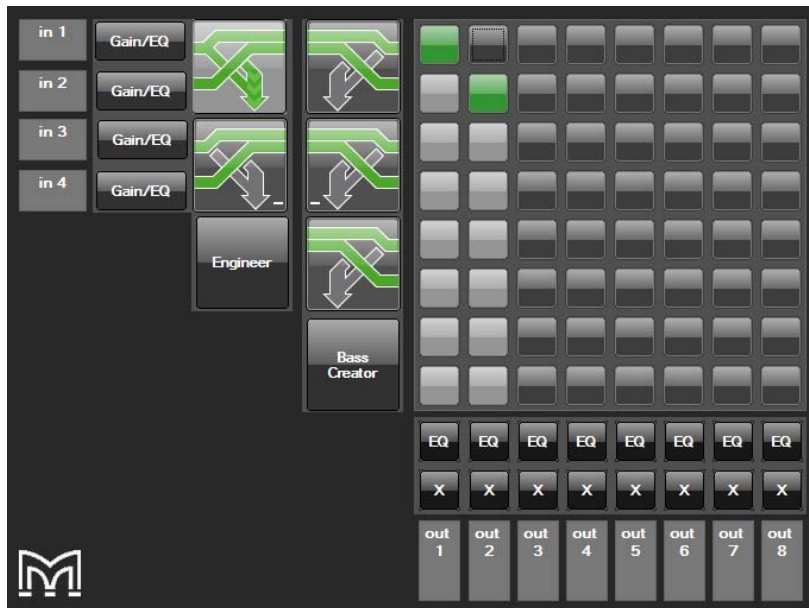 in 1
Gain/EQ
in 2
Gain/EQ
in 3
Gain/EQ
in 4
Gain/EQ
Engineer
Bass
Creator
EQ EQ EQ EQ EQ EQ EQ EQ
X X X X X X X X
out out out out out out out out
1 2 3 4 5 6 7 8